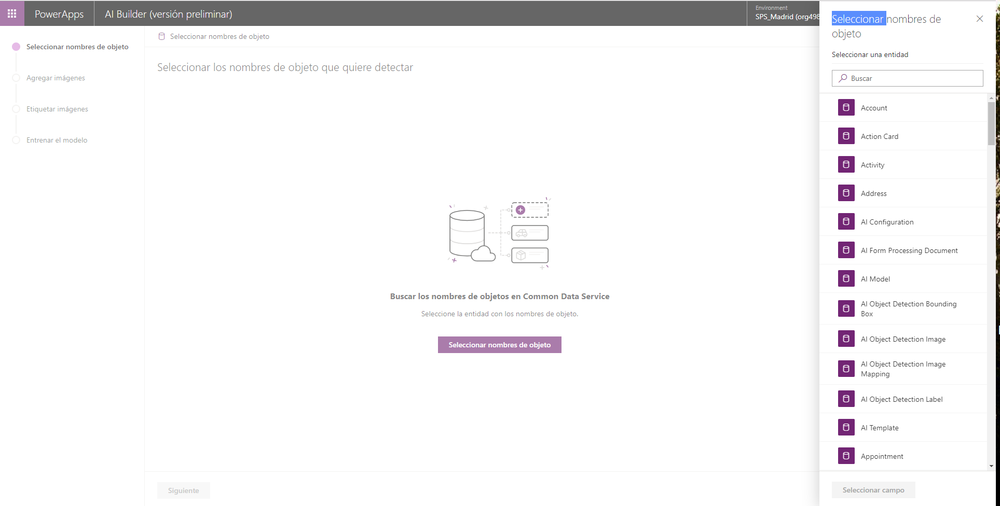 PowerApps
AI Builder (versión preliminar)
Environment
SPS_Madrid (org498
Seleccionar nombres de objeto
Agregar imágenes
Etiquetar imágenes
Entrenar el modelo
Seleccionar nombres de objeto
Seleccionar los nombres de objeto que quiere detectar
Buscar los nombres de objetos en Common Data Service
Seleccione la entidad con los nombres de objeto.
Seleccionar nombres de objeto
Siguiente
Seleccionar nombres de
objeto
Seleccionar una entidad
Buscar
Account
Action Card
Activity
Address
AI Configuration
AI Form Processing Document
AI Model
AI Object Detection Bounding
Box
AI Object Detection Image
AI Object Detection Image
Mapping
AI Object Detection Label
AI Template
Appointment
Seleccionar campo